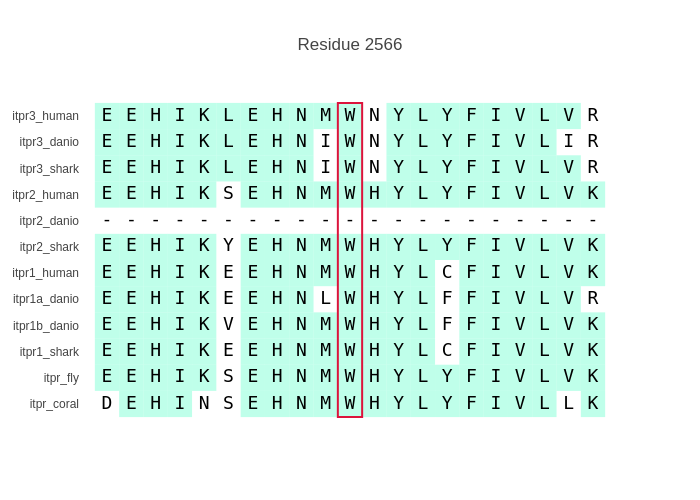 Residue 2566
itpr3_human E E H I K L E H N M W N Y L Y F I V L V R
itpr3_danio E E H I K L E H N I W N Y L Y F I V L I R
itpr3_shark E E H I K L E H N I W N Y L Y F I V L V R
itpr2_human E E H I K S E H N M W H Y L Y F I V L V K
itpr2_danio - - - - - - - - - - - - - - - - - - - - -
itpr2_shark E E H I K Y E H N M W H Y L Y F I V L V K
itpr1_human E E H I K E E H N M W H Y L C F I V L V K
itpr1a_danio E E H I K E E H N L W H Y L F F I V L V R
itpr1b_danio E E H I K V E H N M W H Y L F F I V L V K
itpr1_shark E E H I K E E H N M W H Y L C F I V L V K
itpr_fly E E H I K S E H N M W H Y L Y F I V L V K
itpr_coral D E H I N S E H N M W H Y L Y F I V L L K